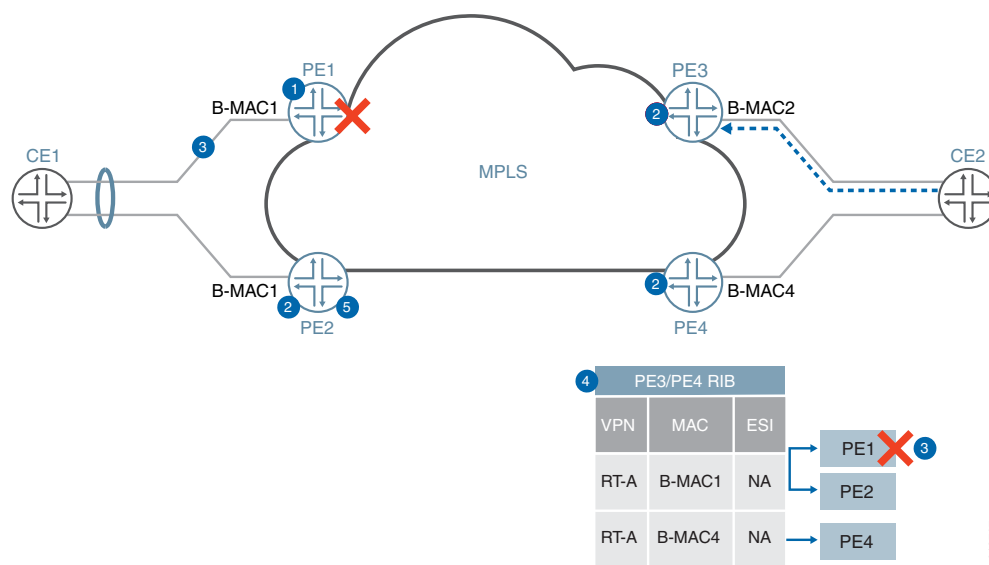 PE1
1
B-MAC1
3
CE1
PE3
2
B-MAC2
CE2
MPLS
B-MAC1
2
5
PE2
2
B-MAC4
PE4
4
PE3/PE4 RIB
VPN MAC ESI
RT-A B-MAC1 NA
RT-A B-MAC4 NA
PE1
3
PE2
PE4